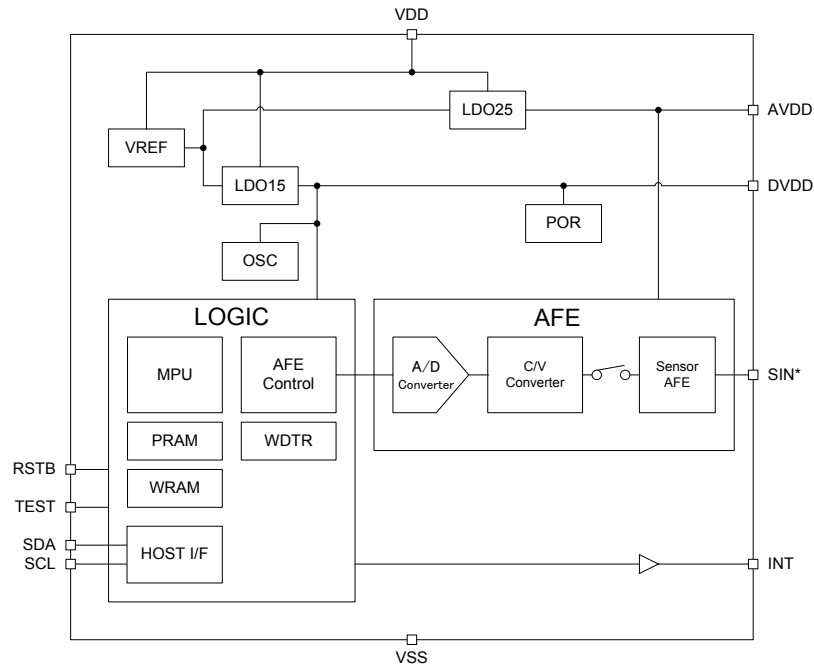 VDD
LDO25
AVDD
VREF
LDO15
DVDD
POR
OSC
LOGIC
AFE
MPU
AFE
Control
A/D
Converter
C/V
Converter
Sensor
AFE
SIN*
PRAM
WDTR
RSTB
WRAM
TEST
SDA
HOST I/F
SCL
INT
VSS